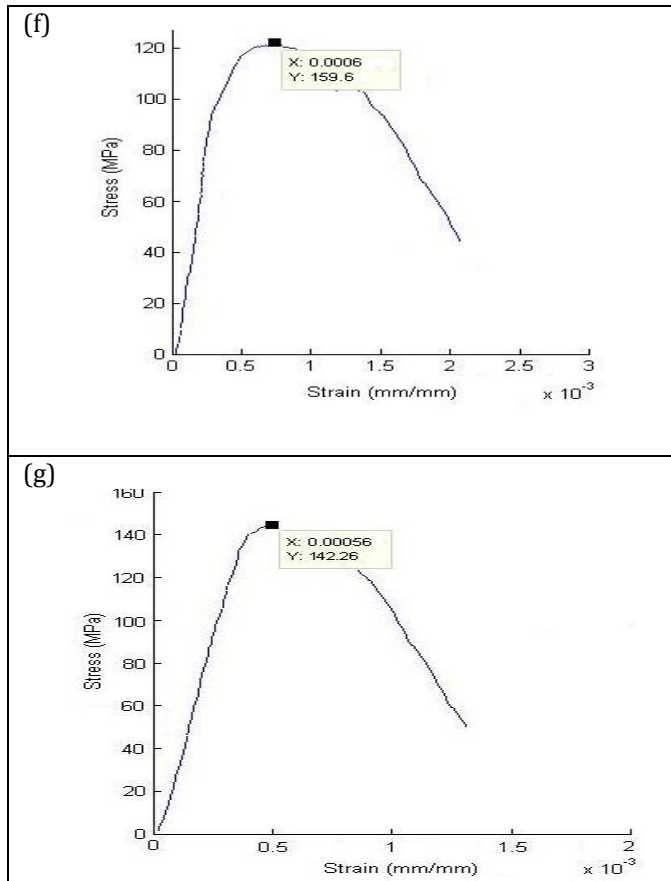 (f)
120
X: 0.0006
Y: 159.6
100
80
60
40
20
0
Stress (MPa)
0 0.5 1 1.5 2 2.5 3
Strain (mm/mm) x 10-3
(g)
160
140
X: 0.00056
Y: 142.26
120
100
80
60
40
20
0
Stress (MPa)
0 0.5 1 1.5 2
Strain (mm/mm) x 10-3